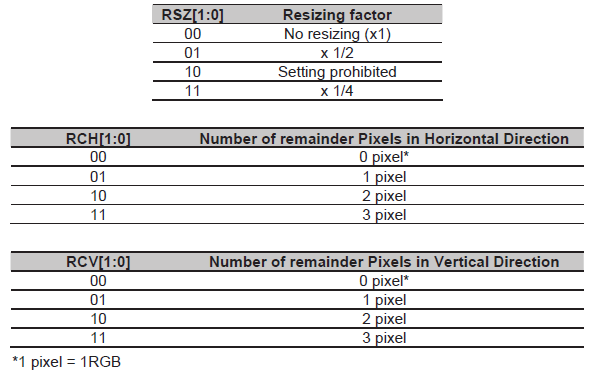 RSZ[1:0] Resizing factor
00 No resizing (x1)
01 x 1/2
10 Setting prohibited
11 x 1/4
RCH[1:0] Number of remainder Pixels in Horizontal Direction
00 0 pixel*
01 1 pixel
10 2 pixel
11 3 pixel
RCV[1:0] Number of remainder Pixels in Vertical Direction
00 0 pixel*
01 1 pixel
10 2 pixel
11 3 pixel
*1 pixel = 1RGB